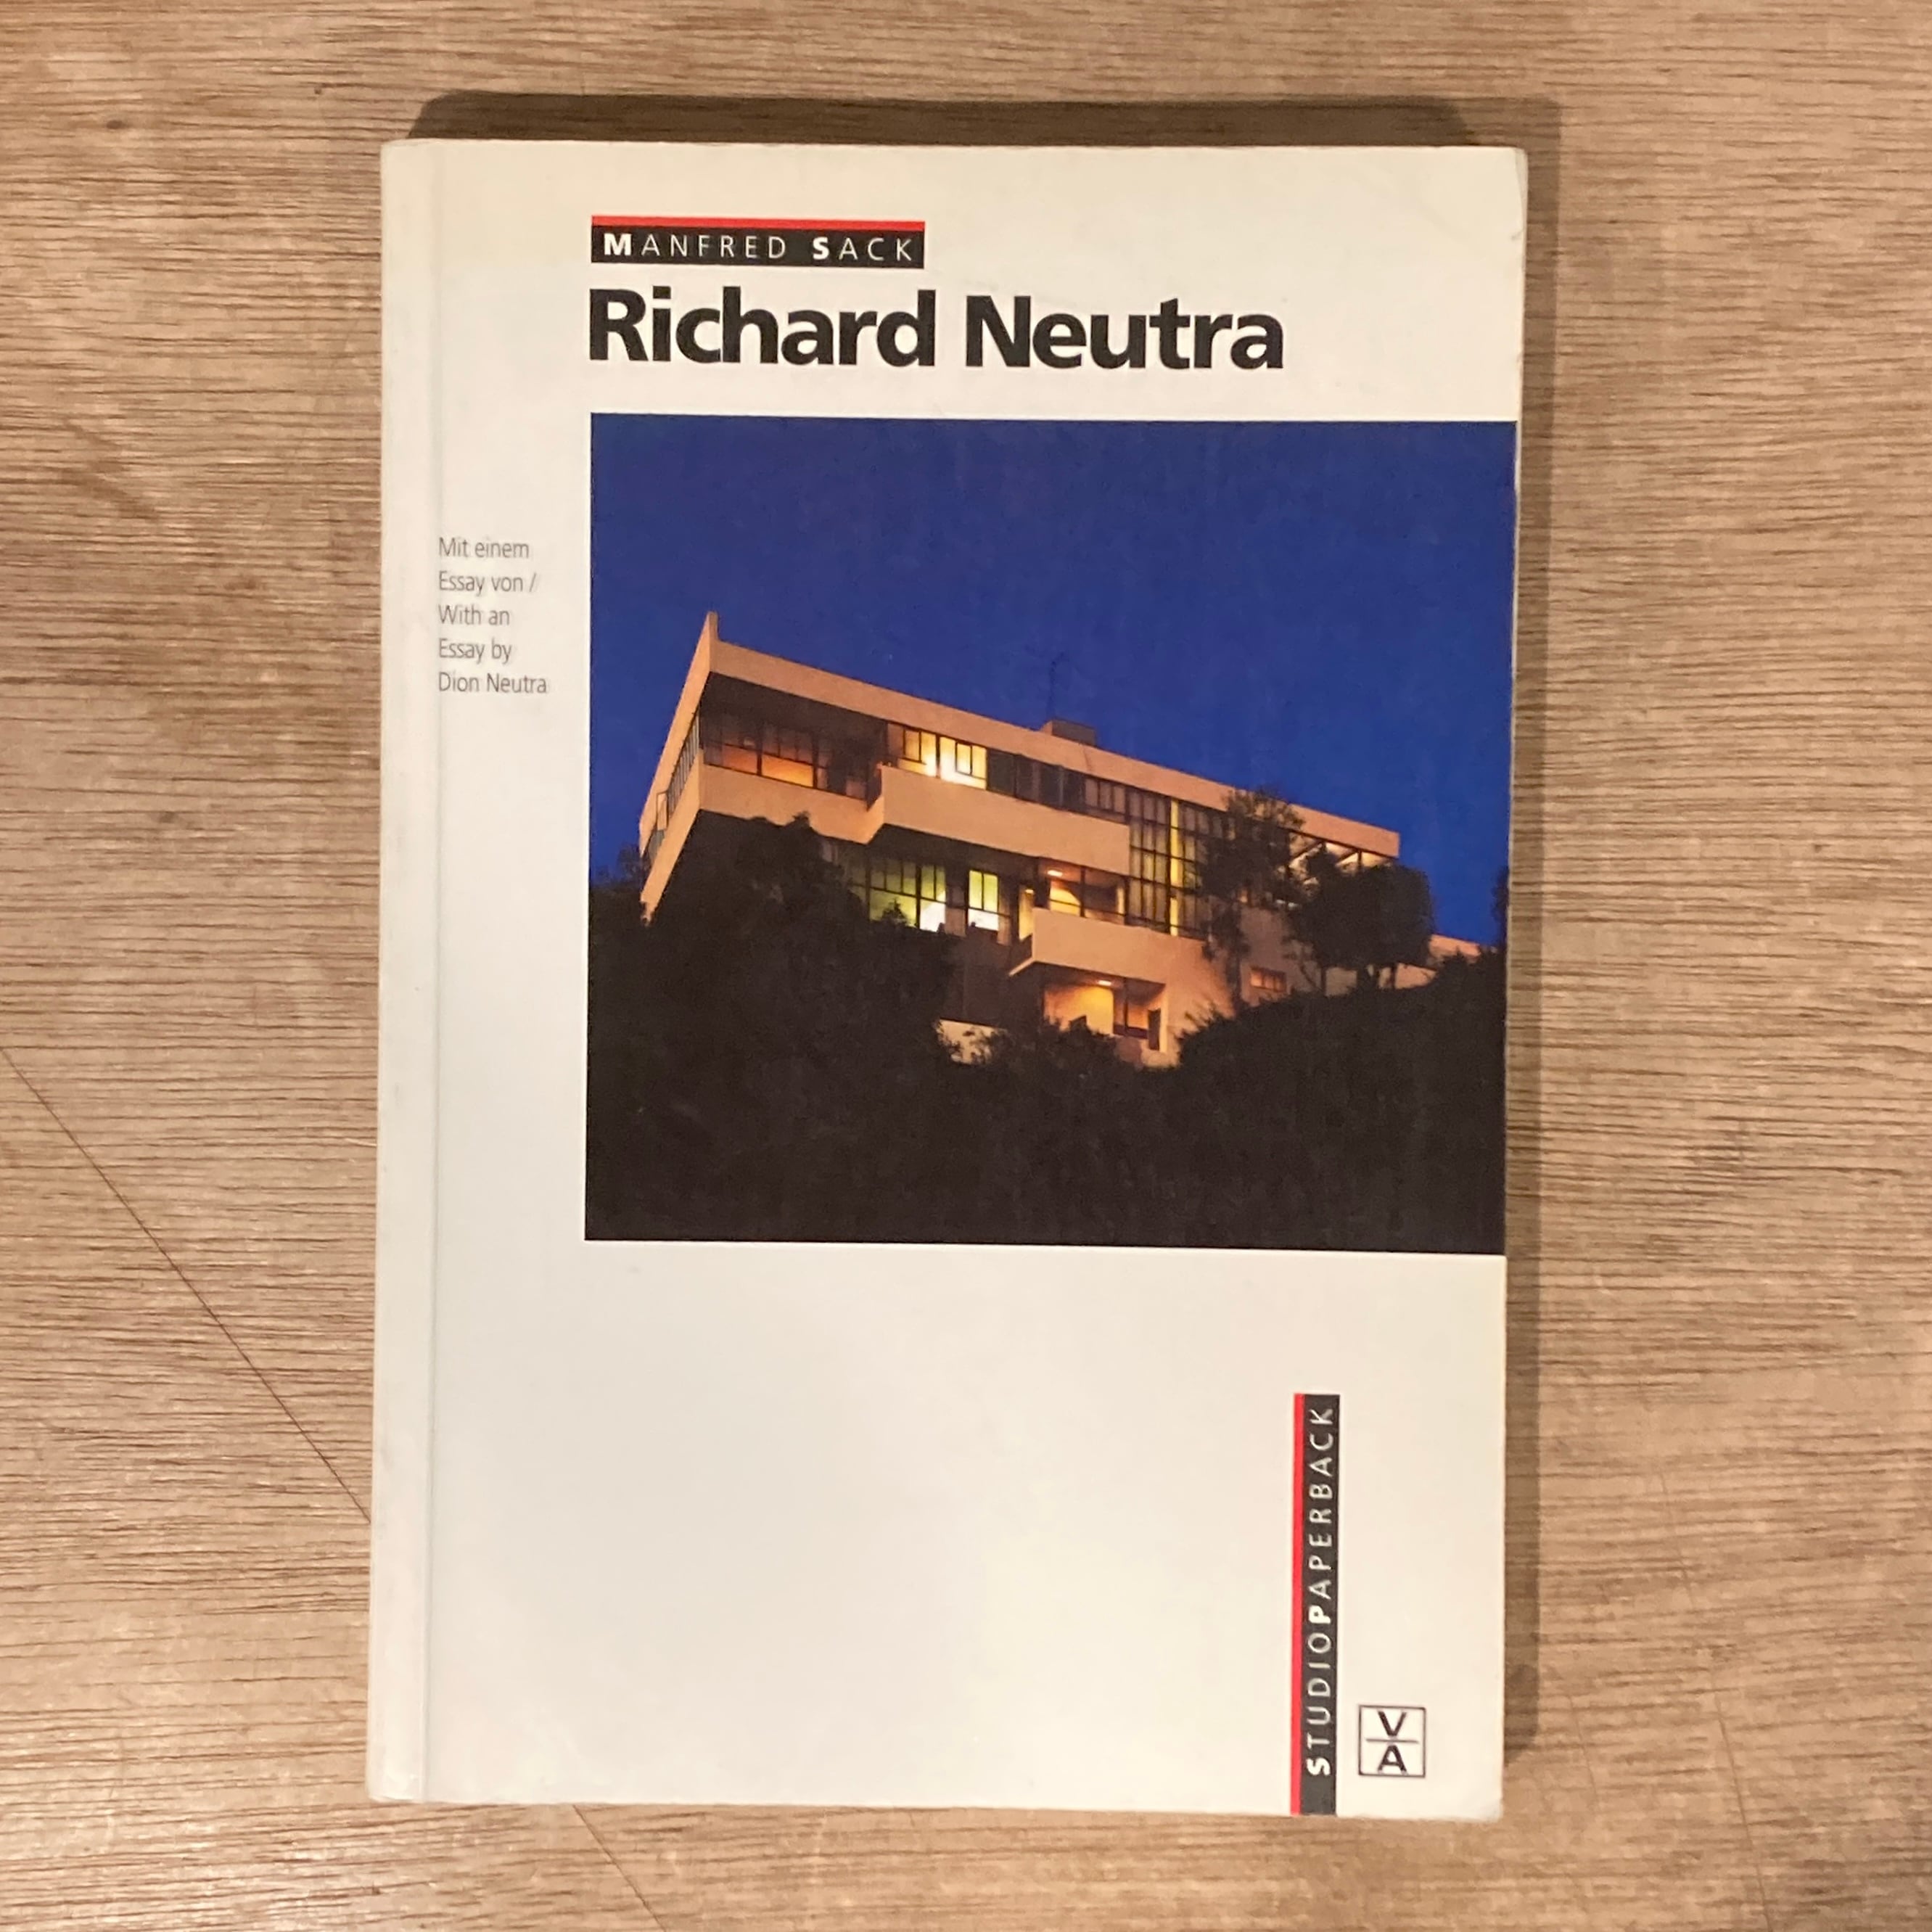 MANFRED SACK
Richard Neutra
Mit einem
Essay von /
With an
Essay by
Dion Neutra
STUDIOPAPERBACK
V
A